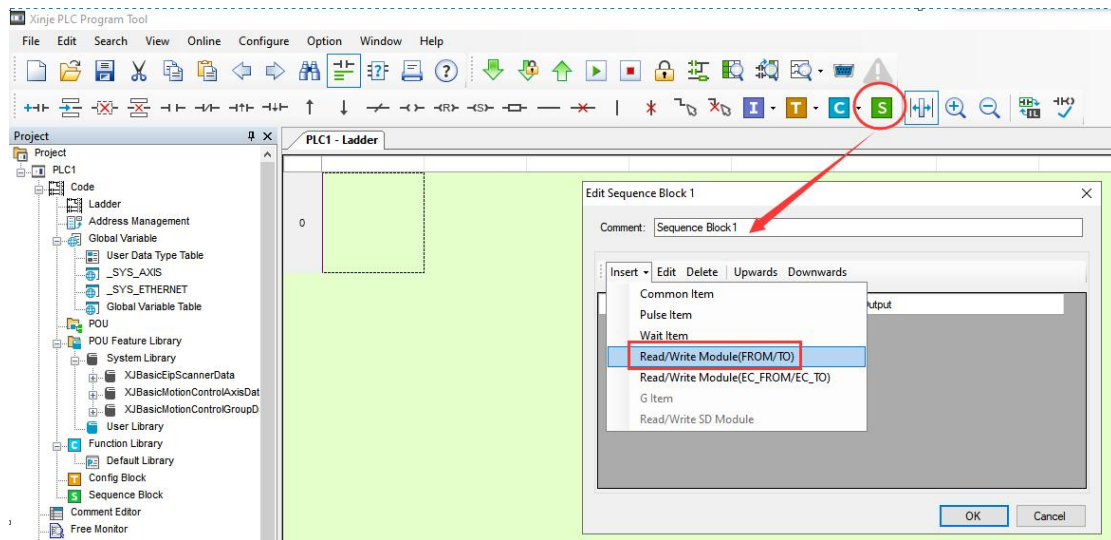 Xinje PLC Program Tool
File Edit Search View Online Configure Option Window Help
I T C S
Project
Project
PLC1
Code
Ladder
Address Management
Global Variable
User Data Type Table
_SYS_AXIS
_SYS_ETHERNET
Global Variable Table
POU
POU Feature Library
System Library
XJBasicEipScannerData
XJBasicMotionControlAxisDat
XJBasicMotionControlGroupD
User Library
Function Library
Default Library
Config Block
Sequence Block
Comment Editor
Free Monitor
PLC1 - Ladder
0
Edit Sequence Block 1
Comment: Sequence Block1
Insert Edit Delete Upwards Downwards
Common Item
Pulse Item
Wait Item
Read/Write Module(FROM/TO)
Read/Write Module(EC_FROM/EC_TO)
G Item
Read/Write SD Module
utput
OK Cancel